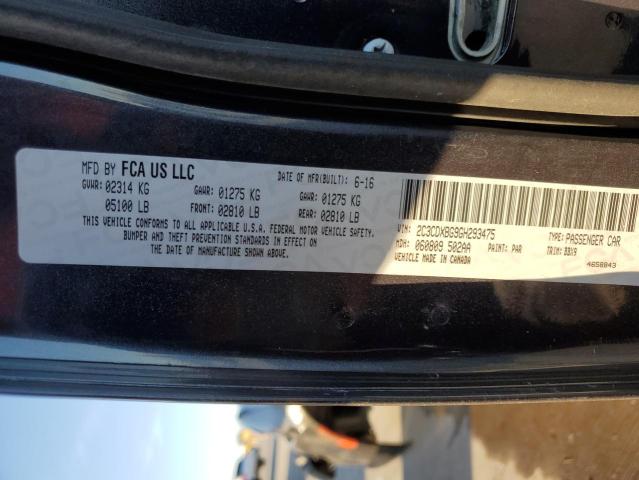 MFD BY FCA US LLC
DATE OF MFR(BUILT): 6-16
GVWR: 02314 KG GAWR: 01275 KG GAWR: 01275 KG
05100 LB FRONT: 02810 LB REAR: 02810 LB
THIS VEHICLE CONFORMS TO ALL APPLICABLE U.S.A. FEDERAL MOTOR VEHICLE SAFETY,
BUMPER AND THEFT PREVENTION STANDARDS IN EFFECT ON
THE DATE OF MANUFACTURE SHOWN ABOVE.
VIN: 2C3CDXBG9GH293475 TYPE: PASSENGER CAR
MDH: 060809 502AA PAINT: PAR TRIM: BBX9
VEHICLE MADE IN CANADA 4658843